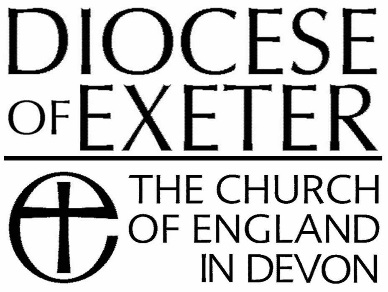 DIOCESE
OF EXETER
THE CHURCH
OF ENGLAND
IN DEVON